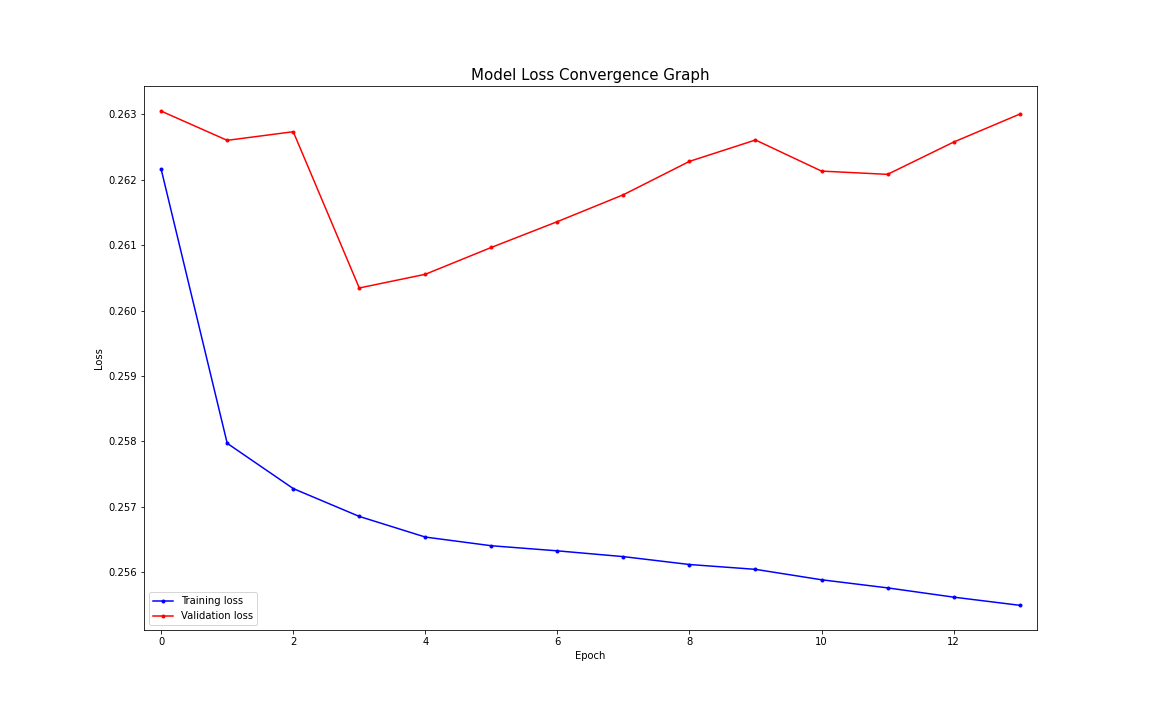 Model Loss Convergence Graph
0.263
0.262
0.261
0.260
0.259
0.258
0.257
0.256
Loss
Training loss
Validation loss
0 2 4 6 8 10 12
Epoch